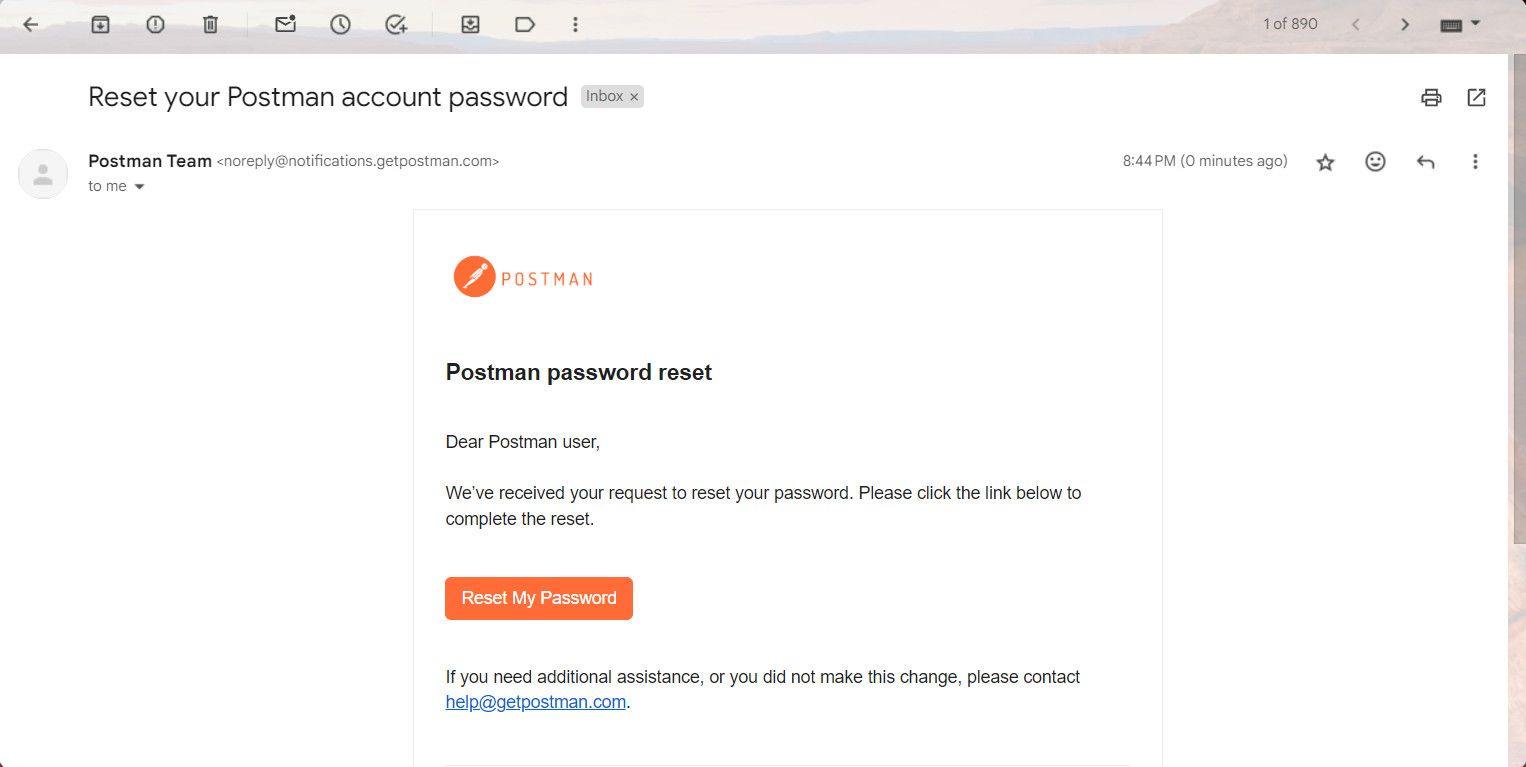 1 of 890
Reset your Postman account password Inbox ×
Postman Team <noreply@notifications.getpostman.com> 8:44 PM (0 minutes ago)
to me
POSTMAN
Postman password reset
Dear Postman user,
We’ve received your request to reset your password. Please click the link below to
complete the reset.
Reset My Password
If you need additional assistance, or you did not make this change, please contact
help@getpostman.com.